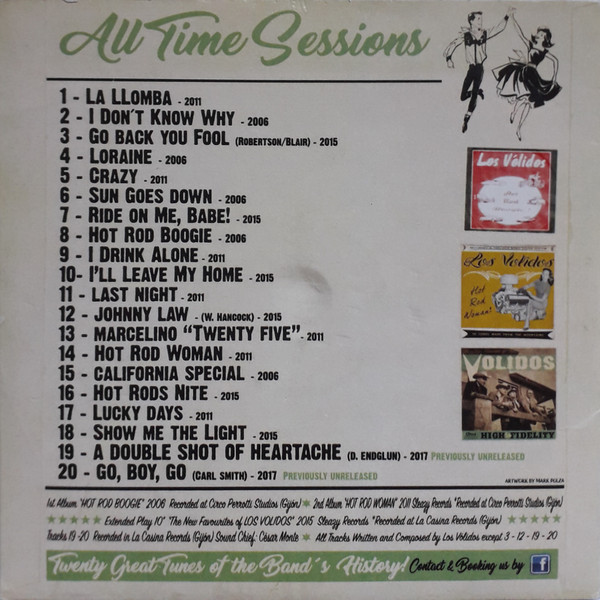 All Time Sessions
1 - La LLomba - 2011
2 - I Don´t Know Why - 2006
3 - Go back you Fool (Robertson/Blair) - 2015
4 - Loraine - 2006
5 - Crazy - 2011
6 - Sun Goes down - 2006
7 - Ride on Me, Babe! - 2015
8 - Hot Rod Boogie - 2006
9 - I Drink Alone - 2011
10- I'll Leave My Home - 2015
11 - Last night - 2011
12 - Johnny Law - (W. Hancock) - 2015
13 - marcelino "Twenty five" - 2011
14 - Hot Rod Woman - 2011
15 - california Special - 2006
16 - Hot Rods Nite - 2015
17 - Lucky days - 2011
18 - Show me the Light - 2015
19 - A double Shot of Heartache (D. Endglun) - 2017 Previously unreleased
20 - Go, Boy, Go (Carl Smith) - 2017 Previously unreleased
Los Vólidos
Los Volidos
Hot
Rod
Woman!
VOLIDOS
HIGH FIDELITY
1st Album "HOT ROD BOOGIE" 2006 Recorded at Circo Perrotti Studios (Gijón) ★ 2nd Album "HOT ROD WOMAN" 2011 Sleazy Records "Recorded at Circo Perrotti Studios (Gijón)
★★★★★ Extended Play 10" The New Favourites of LOS VOLIDOS" 2015 Sleazy Records "Recorded at La Casina Records (Gijón) ★★★★★
Tracks 19-20 Recorded in La Casina Records (Gijón) Sound Chief: César Monte ★ All Tracks Written and Composed by Los Vólidos except 3 - 12 - 19 - 20
Twenty Great Tunes of the Band´s History! Contact & Booking us by f